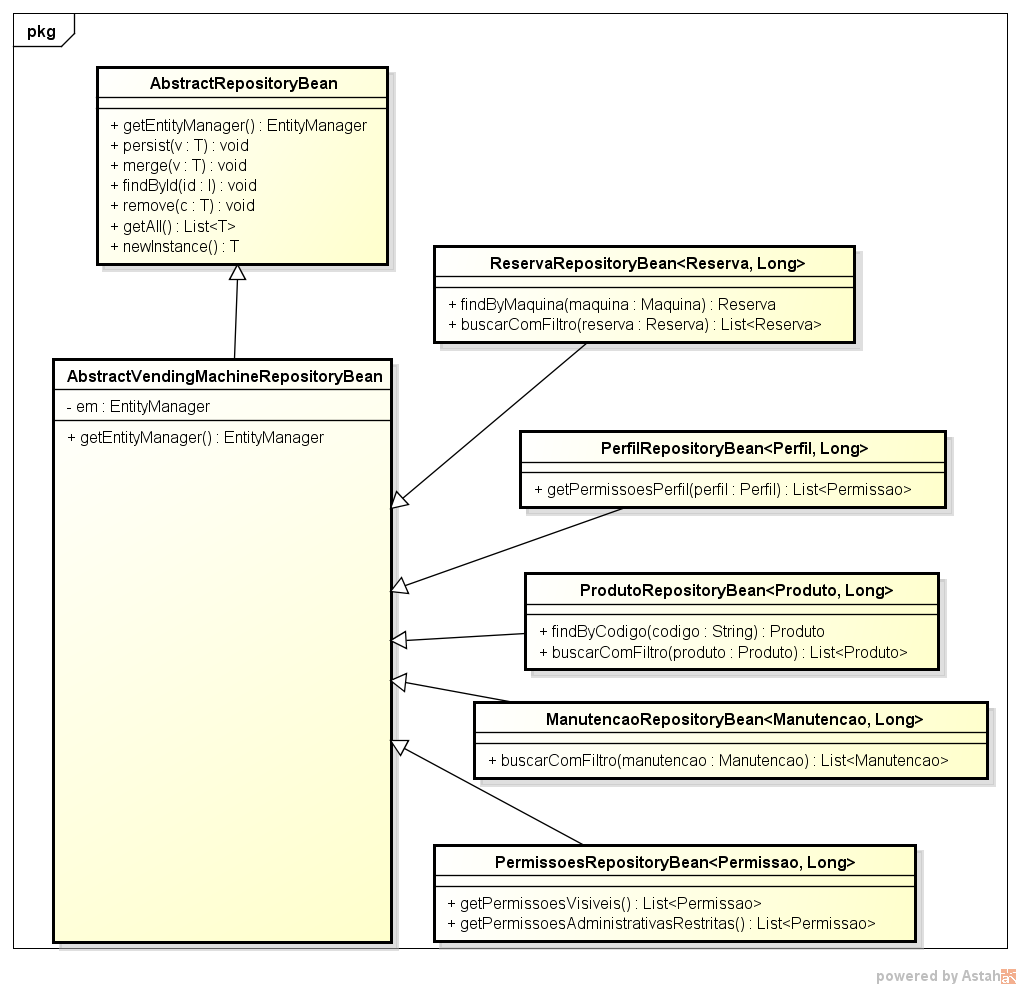 pkg
AbstractRepositoryBean
+ getEntityManager() : EntityManager
+ persist(v : T) : void
+ merge(v : T) : void
+ findById(id : I) : void
+ remove(c : T) : void
+ getAll() : List<T>
+ newInstance() : T
ReservaRepositoryBean<Reserva, Long>
+ findByMaquina(maquina : Maquina) : Reserva
+ buscarComFiltro(reserva : Reserva) : List<Reserva>
AbstractVendingMachineRepositoryBean
- em : EntityManager
+ getEntityManager() : EntityManager
PerfilRepositoryBean<Perfil, Long>
+ getPermissoesPerfil(perfil : Perfil) : List<Permissao>
ProdutoRepositoryBean<Produto, Long>
+ findByCodigo(codigo : String) : Produto
+ buscarComFiltro(produto : Produto) : List<Produto>
ManutencaoRepositoryBean<Manutencao, Long>
+ buscarComFiltro(manutencao : Manutencao) : List<Manutencao>
PermissoesRepositoryBean<Permissao, Long>
+ getPermissoesVisiveis() : List<Permissao>
+ getPermissoesAdministrativasRestritas() : List<Permissao>
powered by Astah